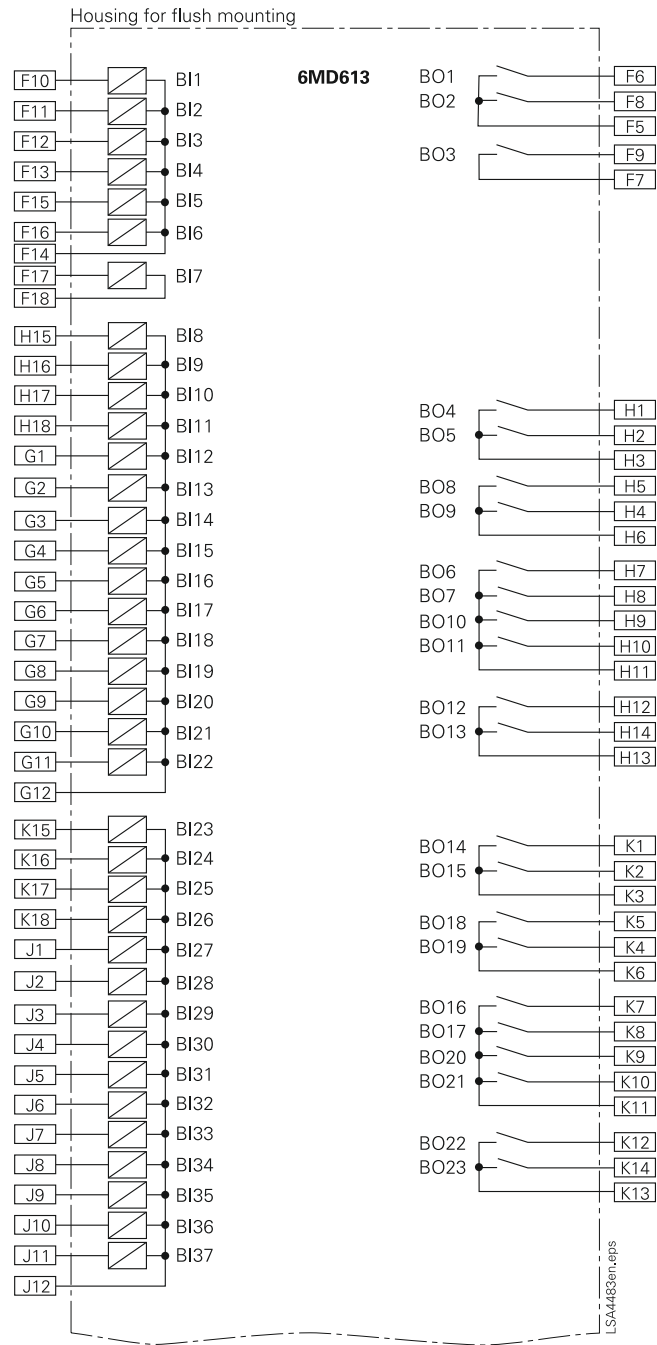 Housing for flush mounting
6MD613
F10 BI1
F11 BI2
F12 BI3
F13 BI4
F15 BI5
F16 BI6
F14
F17 BI7
F18
H15 BI8
H16 BI9
H17 BI10
H18 BI11
G1 BI12
G2 BI13
G3 BI14
G4 BI15
G5 BI16
G6 BI17
G7 BI18
G8 BI19
G9 BI20
G10 BI21
G11 BI22
G12
K15 BI23
K16 BI24
K17 BI25
K18 BI26
J1 BI27
J2 BI28
J3 BI29
J4 BI30
J5 BI31
J6 BI32
J7 BI33
J8 BI34
J9 BI35
J10 BI36
J11 BI37
J12
BO1 F6
BO2 F8
F5
BO3 F9
F7
BO4 H1
BO5 H2
H3
BO8 H5
BO9 H4
H6
BO6 H7
BO7 H8
BO10 H9
BO11 H10
H11
BO12 H12
BO13 H14
H13
BO14 K1
BO15 K2
K3
BO18 K5
BO19 K4
K6
BO16 K7
BO17 K8
BO20 K9
BO21 K10
K11
BO22 K12
BO23 K14
K13
LSA4483en.eps